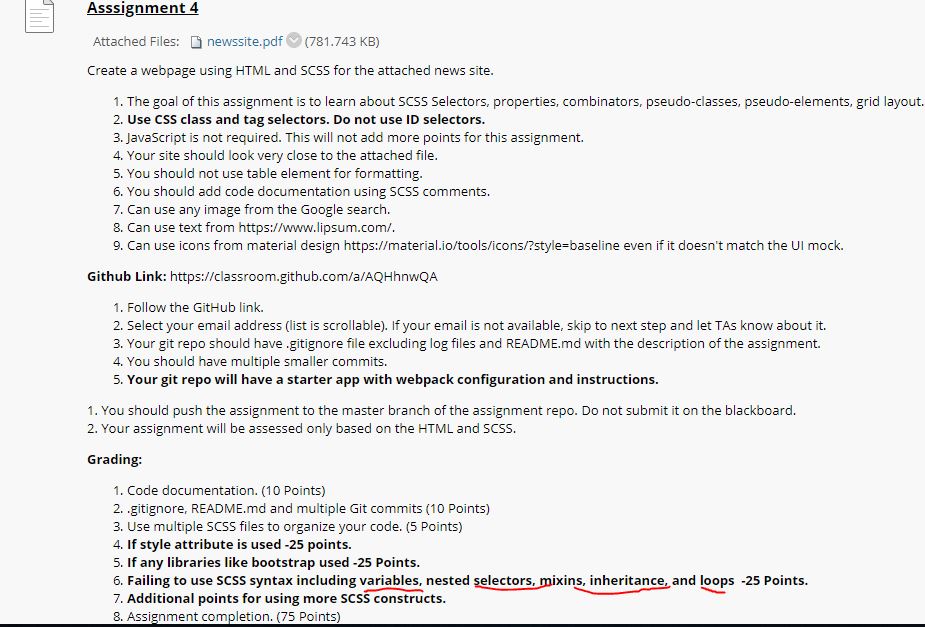 Asssignment 4
Attached Files: newssite.pdf (781.743 KB)
Create a webpage using HTML and SCSS for the attached news site.
1. The goal of this assignment is to learn about SCSS Selectors, properties, combinators, pseudo-classes, pseudo-elements, grid layout.
2. Use CSS class and tag selectors. Do not use ID selectors.
3. JavaScript is not required. This will not add more points for this assignment.
4. Your site should look very close to the attached file.
5. You should not use table element for formatting.
6. You should add code documentation using SCSS comments.
7. Can use any image from the Google search.
8. Can use text from https://www.lipsum.com/.
9. Can use icons from material design https://material.io/tools/icons/?style=baseline even if it doesn't match the UI mock.
Github Link: https://classroom.github.com/a/AQHhnwQA
1. Follow the GitHub link.
2. Select your email address (list is scrollable). If your email is not available, skip to next step and let TAs know about it.
3. Your git repo should have .gitignore file excluding log files and README.md with the description of the assignment.
4. You should have multiple smaller commits.
5. Your git repo will have a starter app with webpack configuration and instructions.
1. You should push the assignment to the master branch of the assignment repo. Do not submit it on the blackboard.
2. Your assignment will be assessed only based on the HTML and SCSS.
Grading:
1. Code documentation. (10 Points)
2. .gitignore, README.md and multiple Git commits (10 Points)
3. Use multiple SCSS files to organize your code. (5 Points)
4. If style attribute is used -25 points.
5. If any libraries like bootstrap used -25 Points.
6. Failing to use SCSS syntax including variables, nested selectors, mixins, inheritance, and loops -25 Points.
7. Additional points for using more SCSS constructs.
8. Assignment completion. (75 Points)